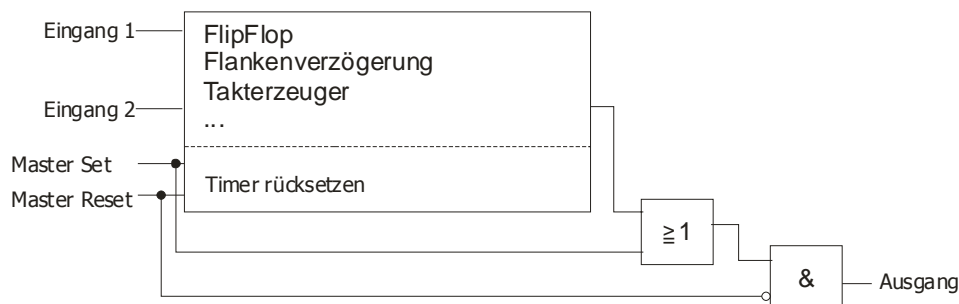 Eingang 1
FlipFlop
Flankenverzögerung
Takterzeuger
Eingang 2
...
Master Set
Timer rücksetzen
Master Reset
≧1
&
Ausgang